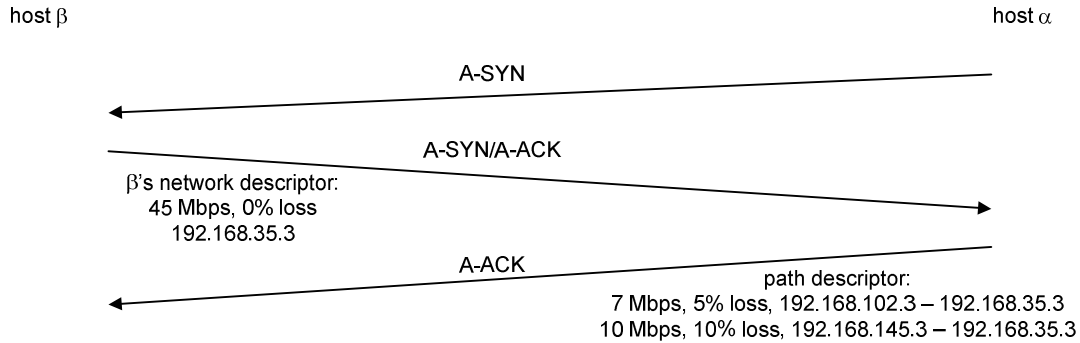 host β
host α
A-SYN
A-SYN/A-ACK
β's network descriptor:
45 Mbps, 0% loss
192.168.35.3
A-ACK
path descriptor:
7 Mbps, 5% loss, 192.168.102.3 – 192.168.35.3
10 Mbps, 10% loss, 192.168.145.3 – 192.168.35.3